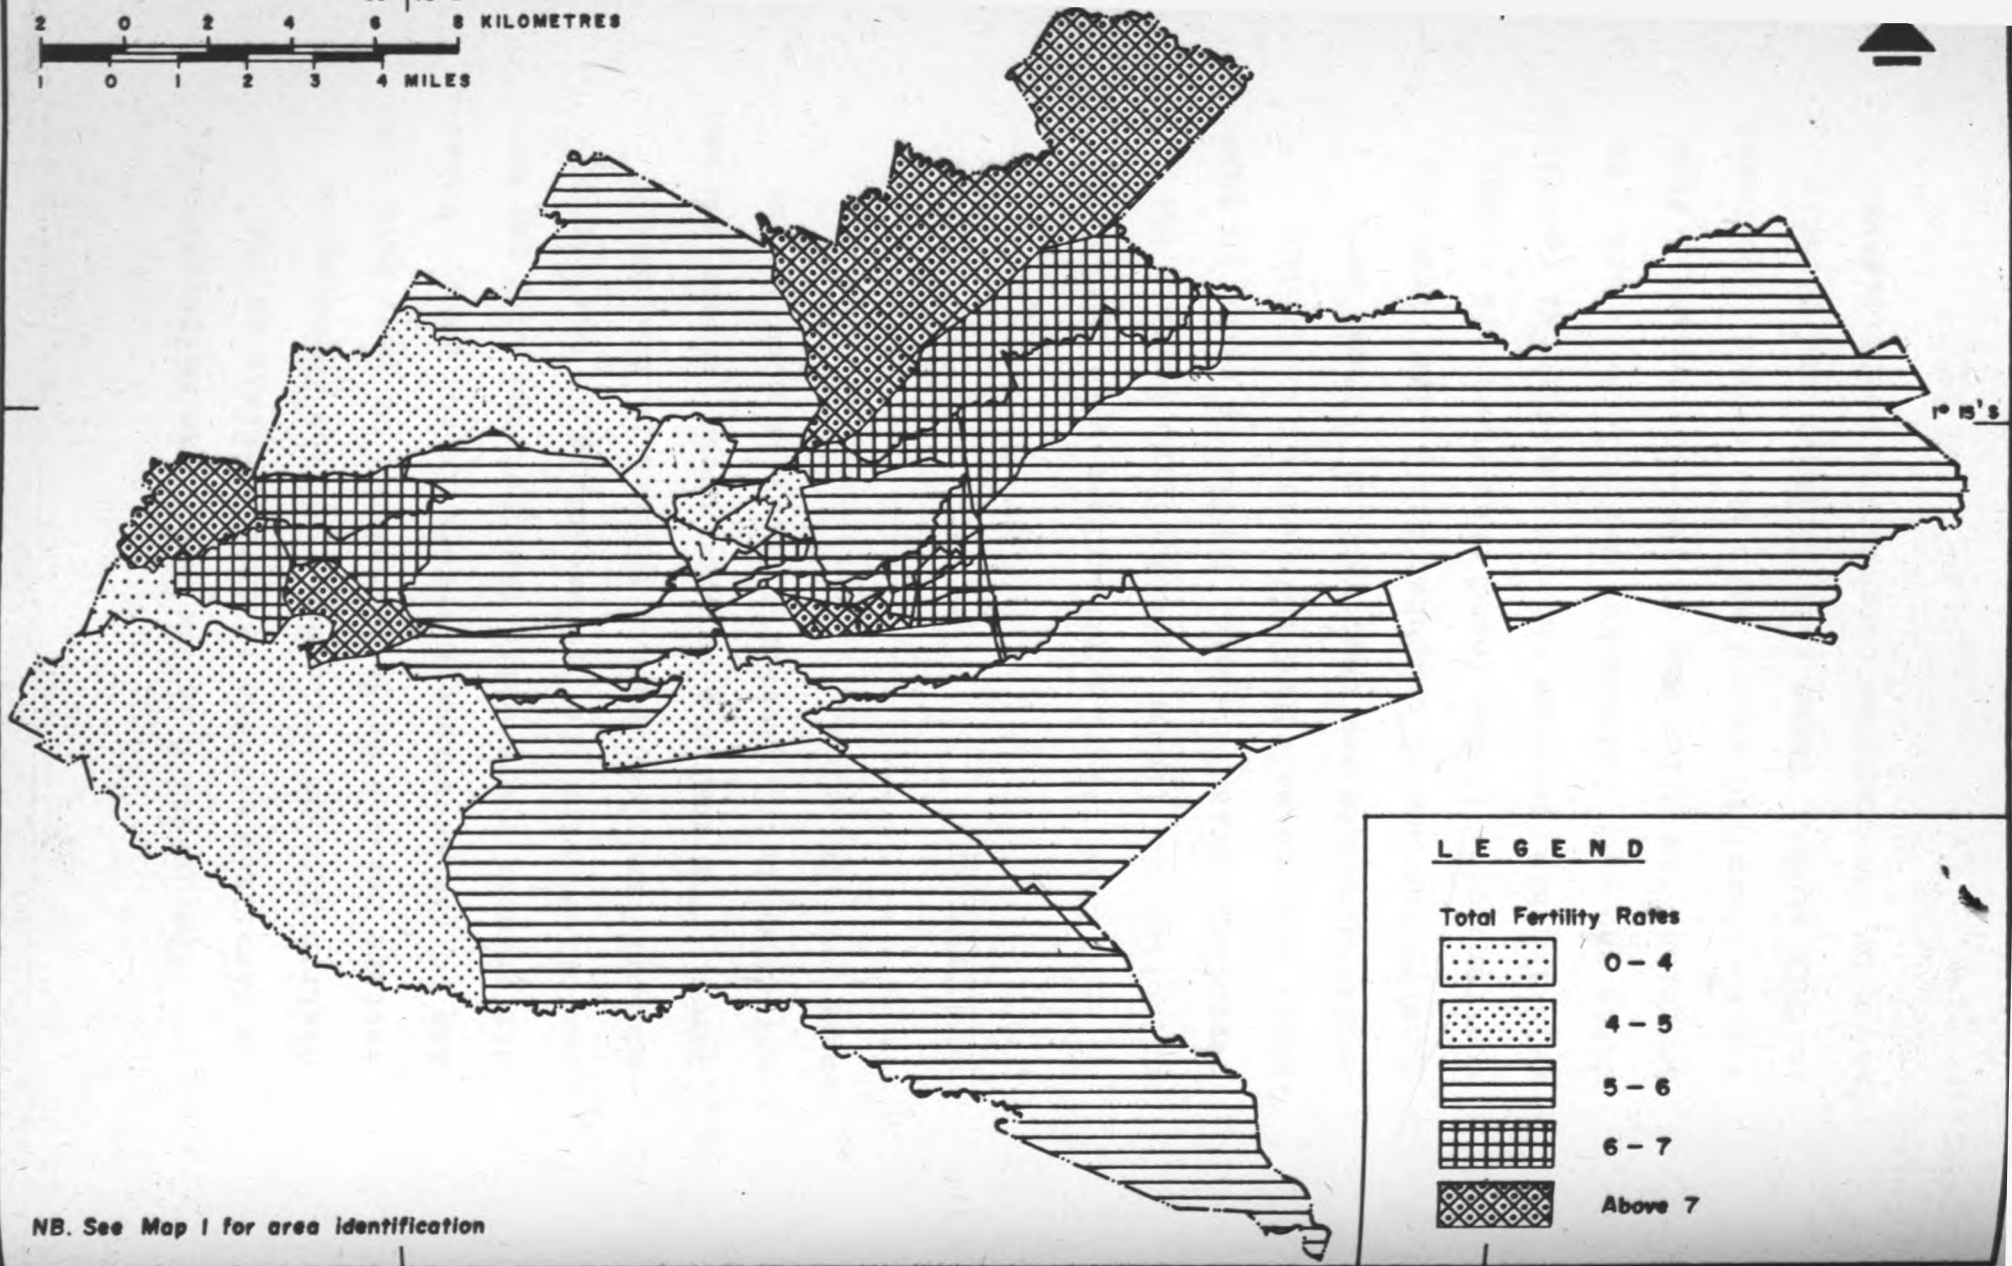 2 0 2 4 6 8 KILOMETRES
1 0 1 2 3 4 MILES
1° 15' S
LEGEND
Total Fertility Rates
0 – 4
4 – 5
5 – 6
6 – 7
Above 7
NB. See Map 1 for area identification